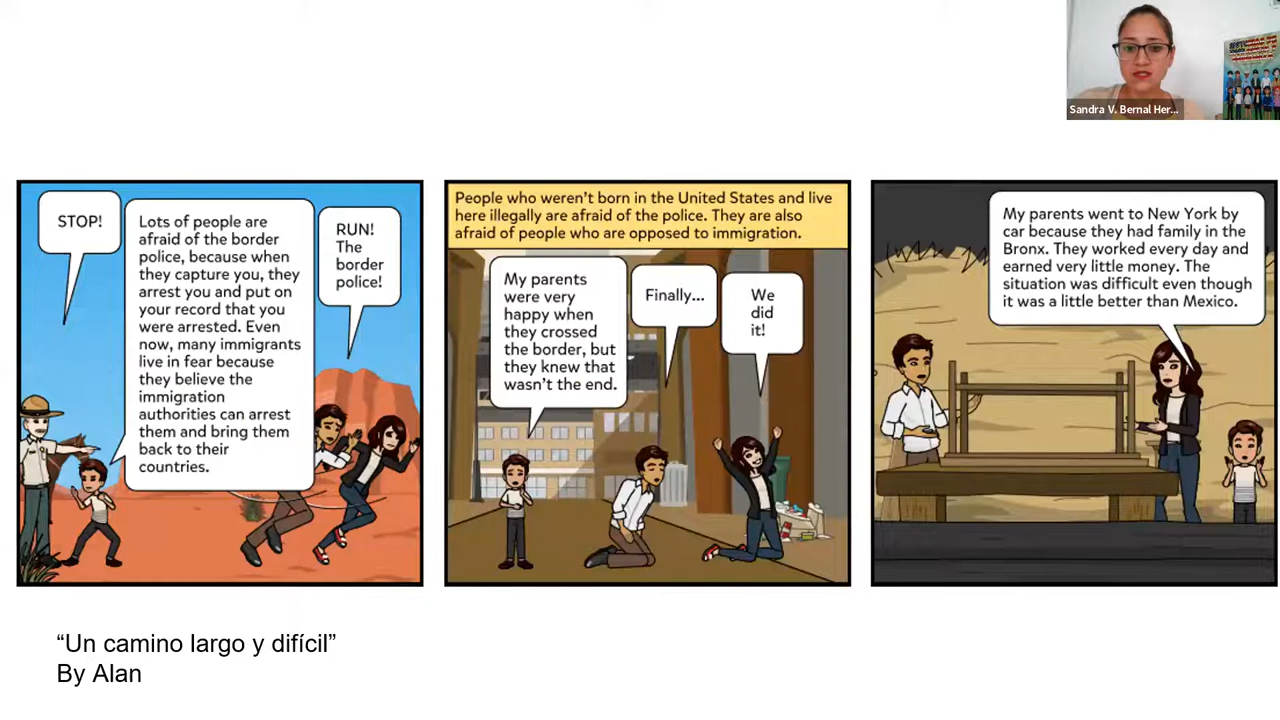 Sandra V. Bernal Her...
STOP!
Lots of people are
afraid of the border
police, because when
they capture you, they
arrest you and put on
your record that you
were arrested. Even
now, many immigrants
live in fear because
they believe the
immigration
authorities can arrest
them and bring them
back to their
countries.
RUN!
The
border
police!
People who weren't born in the United States and live
here illegally are afraid of the police. They are also
afraid of people who are opposed to immigration.
My parents
were very
happy when
they crossed
the border, but
they knew that
wasn't the end.
Finally...
We
did
it!
My parents went to New York by
car because they had family in the
Bronx. They worked every day and
earned very little money. The
situation was difficult even though
it was a little better than Mexico.
“Un camino largo y difícil”
By Alan